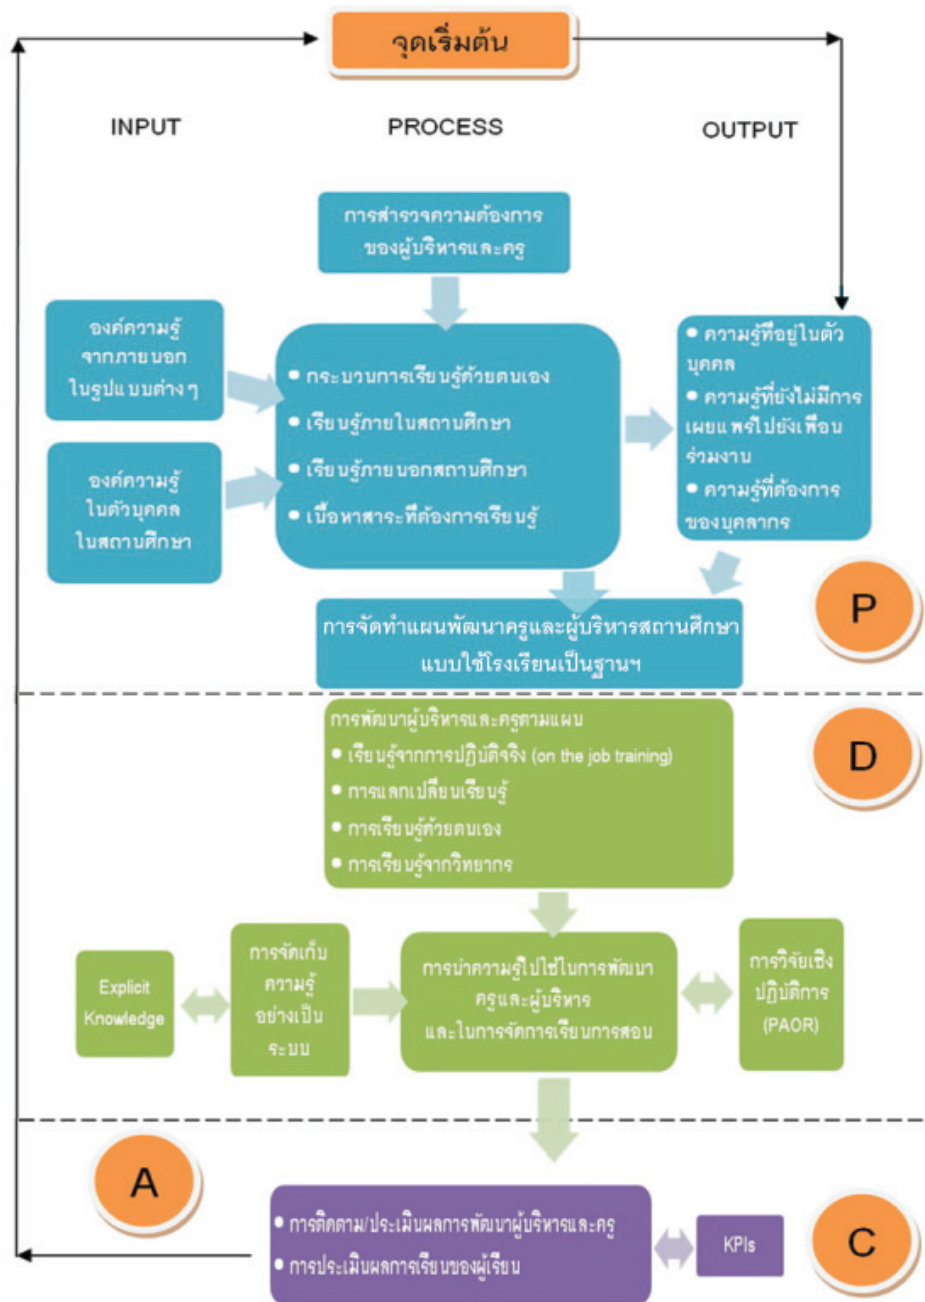 จุดเริ่มต้น
INPUT
PROCESS
OUTPUT
การสำรวจความต้องการ
ของผู้บริหารและครู
องค์ความรู้
จากภายนอก
ในรูปแบบต่างๆ
องค์ความรู้
ในตัวบุคคล
ในสถานศึกษา
• กระบวนการเรียนรู้ด้วยตนเอง
• เรียนรู้ภายในสถานศึกษา
• เรียนรู้ภายนอกสถานศึกษา
• เนื้อหาสาระที่ต้องการเรียนรู้
• ความรู้ที่อยู่ในตัว
บุคคล
• ความรู้ที่ยังไม่มีการ
เผยแพร่ไปยังเพื่อน
ร่วมงาน
• ความรู้ที่ต้องการ
ของบุคลากร
P
การจัดทำแผนพัฒนาครูและผู้บริหารสถานศึกษา
แบบใช้โรงเรียนเป็นฐานฯ
D
การพัฒนาผู้บริหารและครูตามแผน
• เรียนรู้จากการปฏิบัติจริง (on the job training)
• การแลกเปลี่ยนเรียนรู้
• การเรียนรู้ด้วยตนเอง
• การเรียนรู้จากวิทยากร
Explicit
Knowledge
การจัดเก็บ
ความรู้
อย่างเป็น
ระบบ
การนำความรู้ไปใช้ในการพัฒนา
ครูและผู้บริหาร
และในการจัดการเรียนการสอน
การวิจัยเชิง
ปฏิบัติการ
(PAOR)
A
• การติดตาม/ประเมินผลการพัฒนาผู้บริหารและครู
• การประเมินผลการเรียนของผู้เรียน
KPIs
C